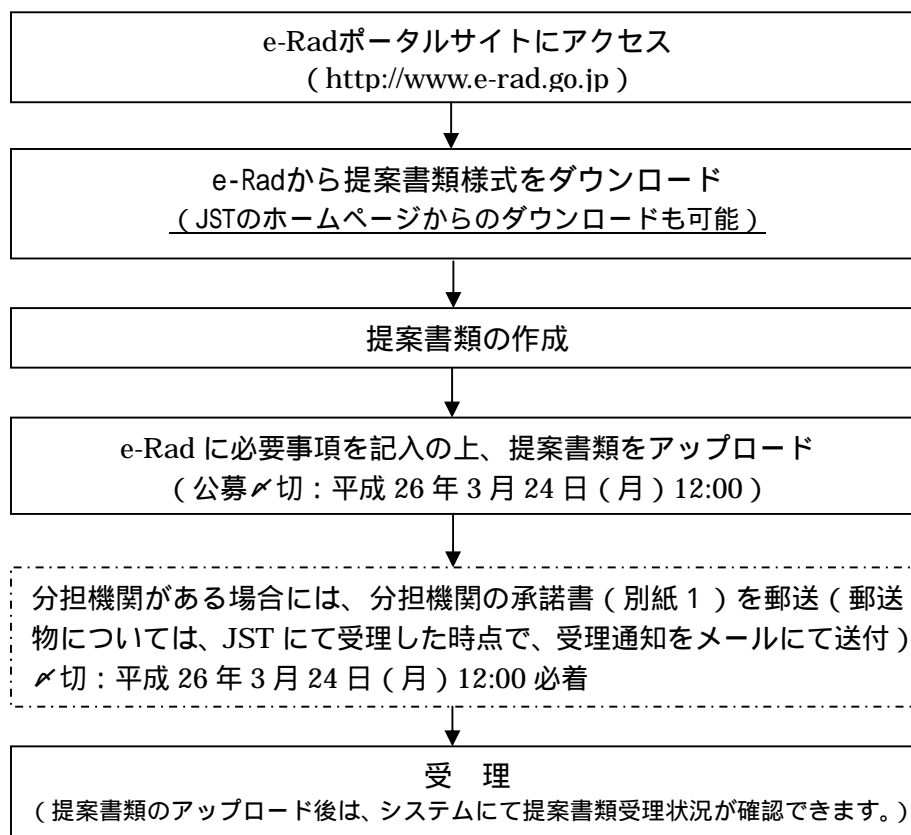 e-Radポータルサイトにアクセス
（http://www.e-rad.go.jp）
e-Radから提案書類様式をダウンロード
（JSTのホームページからのダウンロードも可能）
提案書類の作成
e-Rad に必要事項を記入の上、提案書類をアップロード
（公募〆切：平成 26 年 3 月 24 日（月）12:00）
分担機関がある場合には、分担機関の承諾書（別紙１）を郵送（郵送
物については、JST にて受理した時点で、受理通知をメールにて送付）
〆切：平成 26 年 3 月 24 日（月）12:00 必着
受　理
（提案書類のアップロード後は、システムにて提案書類受理状況が確認できます。）